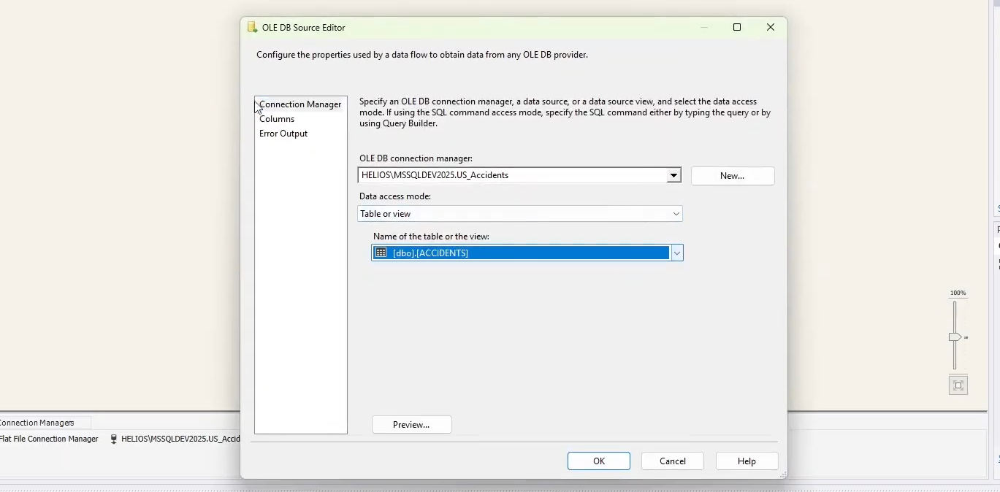 OLE DB Source Editor
Configure the properties used by a data flow to obtain data from any OLE DB provider.
Connection Manager
Columns
Error Output
Specify an OLE DB connection manager, a data source, or a data source view, and select the data access
mode. If using the SQL command access mode, specify the SQL command either by typing the query or by
using Query Builder.
OLE DB connection manager:
HELIOS\MSSQLDEV2025.US_Accidents
New...
Data access mode:
Table or view
Name of the table or the view:
[dbo].[ACCIDENTS]
100%
Preview...
Connection Managers
Flat File Connection Manager
HELIOS\MSSQLDEV2025.US_Accid
OK
Cancel
Help